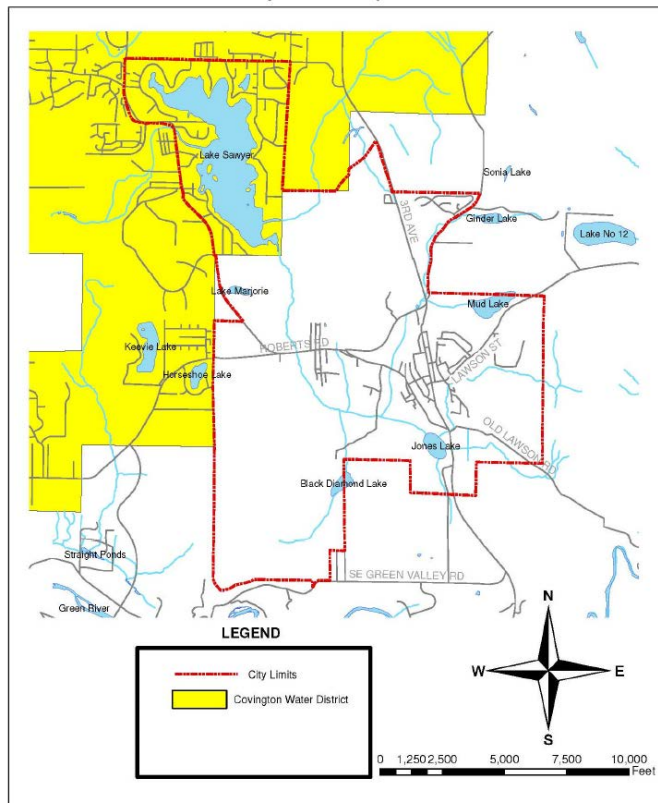 Lake Sawyer
Sonia Lake
3RD AVE
Ginder Lake
Lake No 12
Lake Marjorie
Mud Lake
ROBERTS RD
Keevie Lake
Horseshoe Lake
LAWSON ST
OLD LAWSON RD
Jones Lake
Black Diamond Lake
Straight Ponds
SE GREEN VALLEY RD
Green River
LEGEND
City Limits
Covington Water District
N
W E
S
0 1,250 2,500 5,000 7,500 10,000
Feet